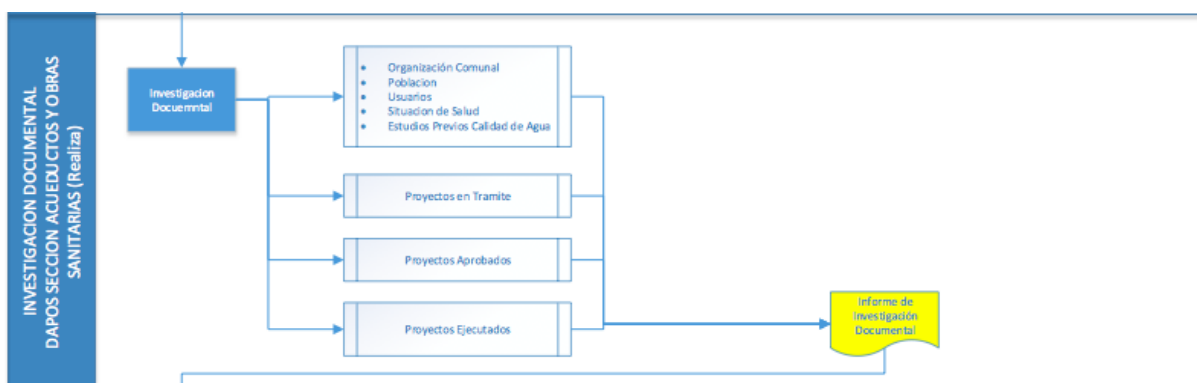 INVESTIGACION DOCUMENTAL
DAPOS SECCION ACUEDUCTOS Y OBRAS
SANITARIAS (Realiza)
Investigacion
Docuemntal
• Organización Comunal
• Poblacion
• Usuarios
• Situacion de Salud
• Estudios Previos Calidad de Agua
Proyectos en Tramite
Proyectos Aprobados
Proyectos Ejecutados
Informe de
Investigación
Documental